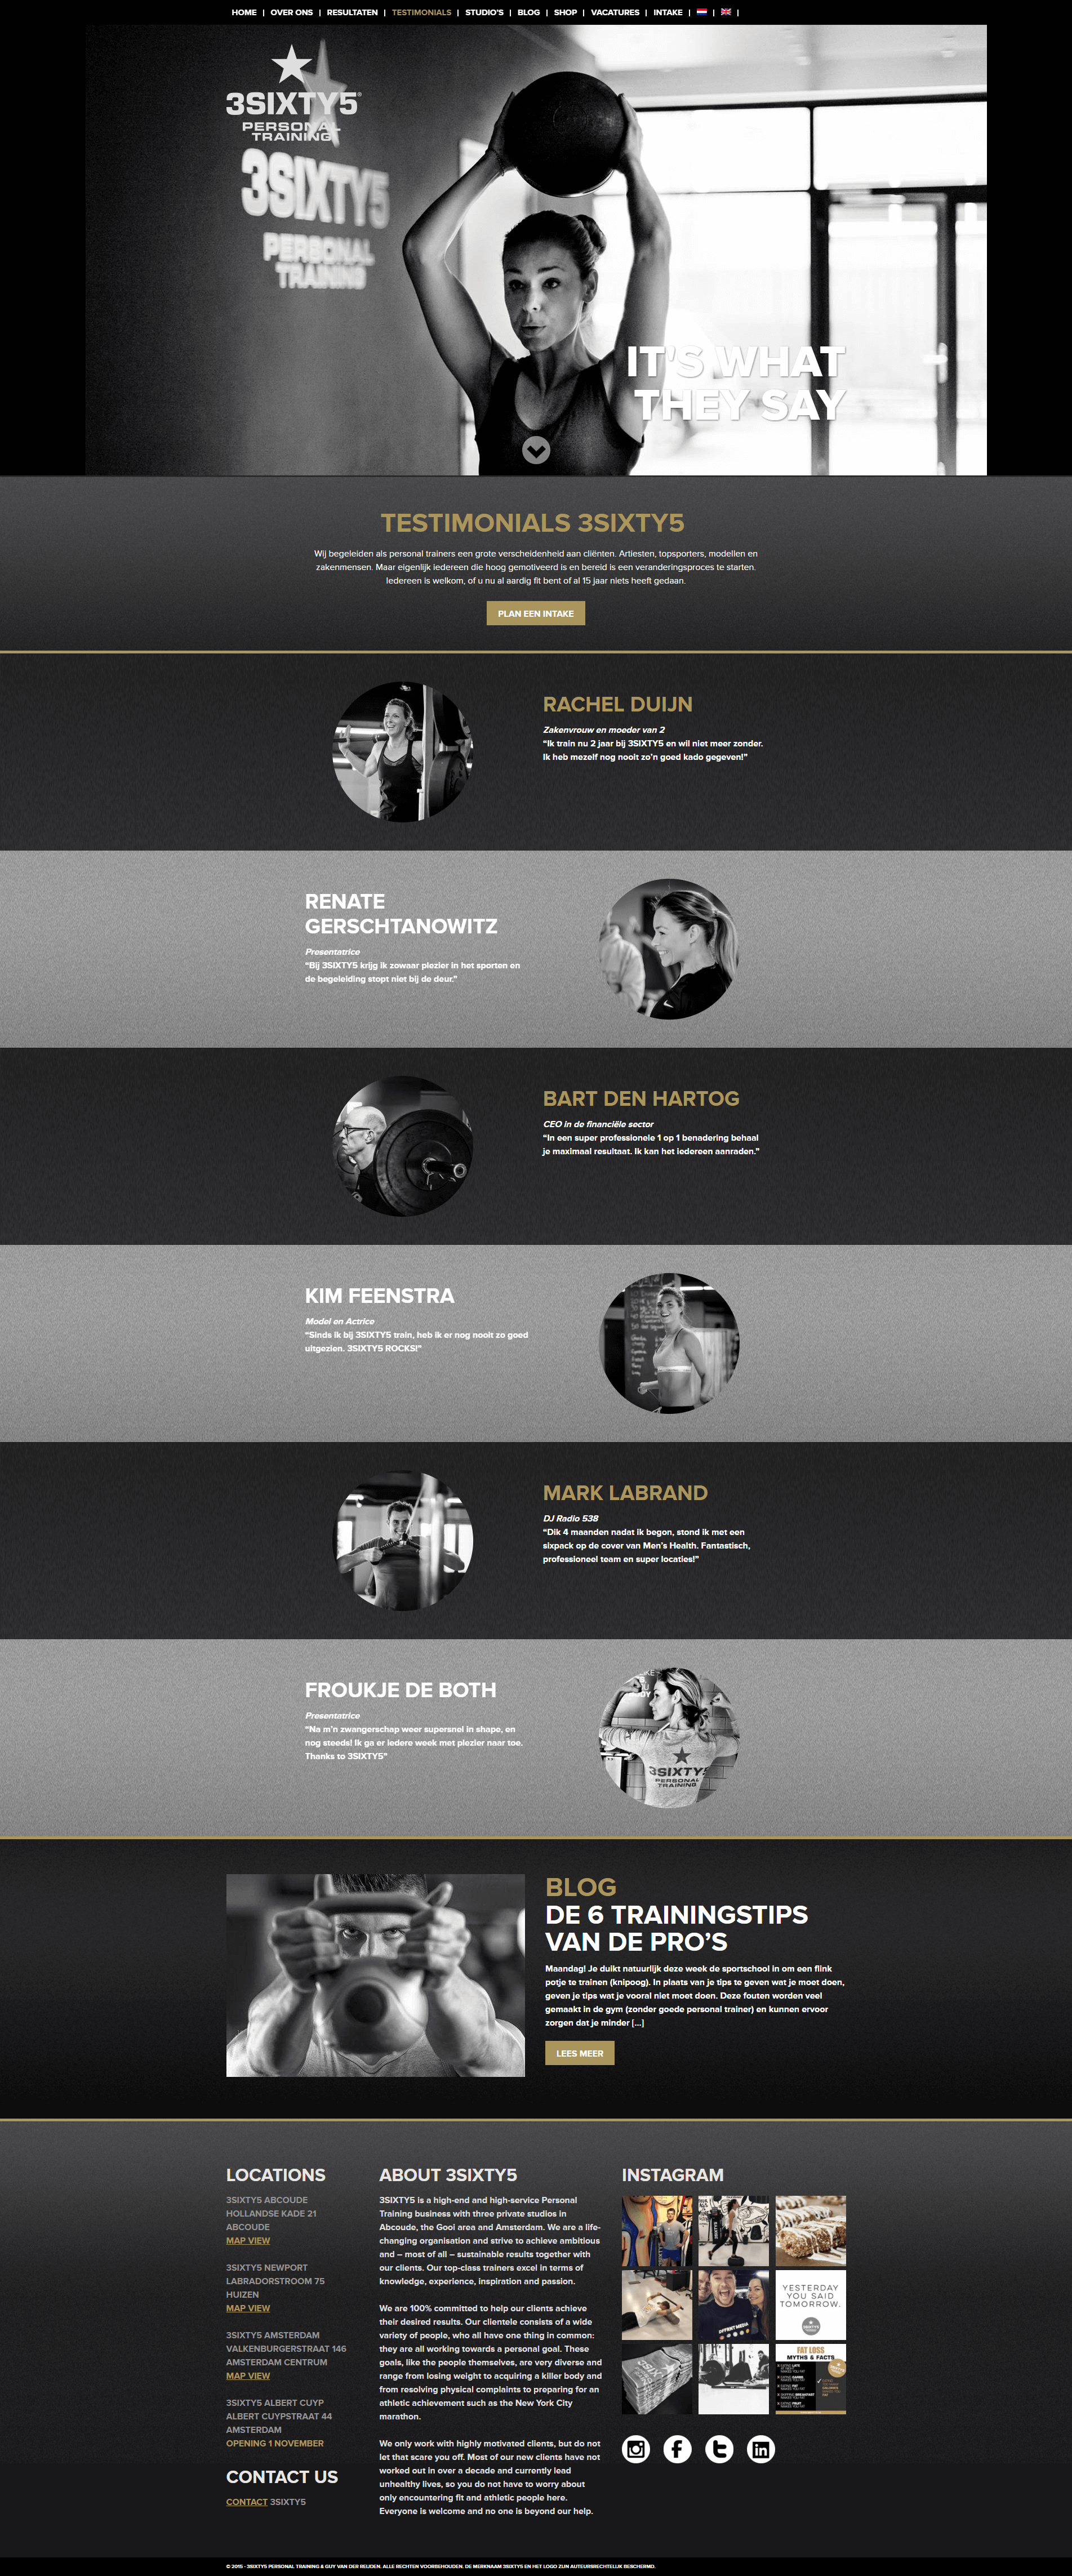 HOME | OVER ONS | RESULTATEN | TESTIMONIALS | STUDIO'S | BLOG | SHOP | VACATURES | INTAKE | | |
3SIXTY5
PERSONAL
TRAINING
3SIXTY5
PERSONAL
TRAINING
IT'S WHAT
THEY SAY
TESTIMONIALS 3SIXTY5
Wij begeleiden als personal trainers een grote verscheidenheid aan cliënten. Artiesten, topsporters, modellen en
zakenmensen. Maar eigenlijk iedereen die hoog gemotiveerd is en bereid is een veranderingsproces te starten.
Iedereen is welkom, of u nu al aardig fit bent of al 15 jaar niets heeft gedaan.
PLAN EEN INTAKE
RACHEL DUIJN
Zakenvrouw en moeder van 2
“Ik train nu 2 jaar bij 3SIXTY5 en wil niet meer zonder.
Ik heb mezelf nog nooit zo’n goed kado gegeven!”
RENATE
GERSCHTANOWITZ
Presentatrice
“Bij 3SIXTY5 krijg ik zowaar plezier in het sporten en
de begeleiding stopt niet bij de deur.”
BART DEN HARTOG
CEO in de financiële sector
“In een super professionele 1 op 1 benadering behaal
je maximaal resultaat. Ik kan het iedereen aanraden.”
KIM FEENSTRA
Model en Actrice
“Sinds ik bij 3SIXTY5 train, heb ik er nog nooit zo goed
uitgezien. 3SIXTY5 ROCKS!”
MARK LABRAND
DJ Radio 538
“Dik 4 maanden nadat ik begon, stond ik met een
sixpack op de cover van Men’s Health. Fantastisch,
professioneel team en super locaties!”
FROUKJE DE BOTH
Presentatrice
“Na m’n zwangerschap weer supersnel in shape, en
nog steeds! Ik ga er iedere week met plezier naar toe.
Thanks to 3SIXTY5”
3SIXTY5
PERSONAL
TRAINING
BLOG
DE 6 TRAININGSTIPS
VAN DE PRO’S
Maandag! Je duikt natuurlijk deze week de sportschool in om een flink
potje te trainen (knipoog). In plaats van je tips te geven wat je moet doen,
geven je tips wat je vooral niet moet doen. Deze fouten worden veel
gemaakt in de gym (zonder goede personal trainer) en kunnen ervoor
zorgen dat je minder [...]
LEES MEER
LOCATIONS
3SIXTY5 ABCOUDE
HOLLANDSE KADE 21
ABCOUDE
MAP VIEW
3SIXTY5 NEWPORT
LABRADORSTROOM 75
HUIZEN
MAP VIEW
3SIXTY5 AMSTERDAM
VALKENBURGERSTRAAT 146
AMSTERDAM CENTRUM
MAP VIEW
3SIXTY5 ALBERT CUYP
ALBERT CUYPSTRAAT 44
AMSTERDAM
OPENING 1 NOVEMBER
CONTACT US
CONTACT 3SIXTY5
ABOUT 3SIXTY5
3SIXTY5 is a high-end and high-service Personal
Training business with three private studios in
Abcoude, the Gooi area and Amsterdam. We are a life-
changing organisation and strive to achieve ambitious
and – most of all – sustainable results together with
our clients. Our top-class trainers excel in terms of
knowledge, experience, inspiration and passion.
We are 100% committed to help our clients achieve
their desired results. Our clientele consists of a wide
variety of people, who all have one thing in common:
they are all working towards a personal goal. These
goals, like the people themselves, are very diverse and
range from losing weight to acquiring a killer body and
from resolving physical complaints to preparing for an
athletic achievement such as the New York City
marathon.
We only work with highly motivated clients, but do not
let that scare you off. Most of our new clients have not
worked out in over a decade and currently lead
unhealthy lives, so you do not have to worry about
only encountering fit and athletic people here.
Everyone is welcome and no one is beyond our help.
INSTAGRAM
YESTERDAY
YOU SAID
TOMORROW.
FAT LOSS
MYTHS & FACTS
© 2015 - 3SIXTY5 PERSONAL TRAINING & GUY VAN DER REIJDEN. ALLE RECHTEN VOORBEHOUDEN. DE MERKNAAM 3SIXTY5 EN HET LOGO ZIJN AUTEURSRECHTELIJK BESCHERMD.